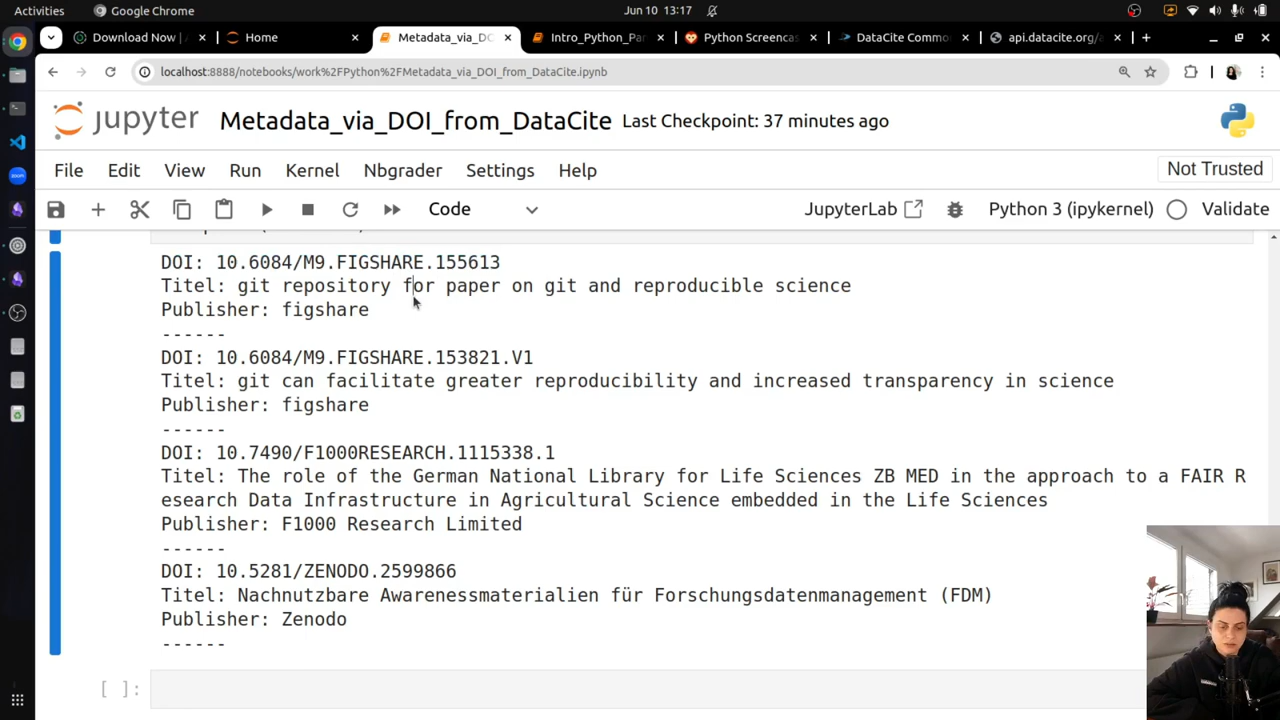 Activities
Google Chrome
Jun 10 13:17
Download Now |
Home
Metadata_via_DO
Intro_Python_Par
Python Screencas
DataCite Commo
api.datacite.org/
localhost:8888/notebooks/work%2FPython%2FMetadata_via_DOI_from_DataCite.ipynb
jupyter Metadata_via_DOI_from_DataCite Last Checkpoint: 37 minutes ago
File Edit View Run Kernel Nbgrader Settings Help
Not Trusted
Code
JupyterLab
Python 3 (ipykernel)
Validate
DOI: 10.6084/M9.FIGSHARE.155613
Titel: git repository for paper on git and reproducible science
Publisher: figshare
------
DOI: 10.6084/M9.FIGSHARE.153821.V1
Titel: git can facilitate greater reproducibility and increased transparency in science
Publisher: figshare
------
DOI: 10.7490/F1000RESEARCH.1115338.1
Titel: The role of the German National Library for Life Sciences ZB MED in the approach to a FAIR R
esearch Data Infrastructure in Agricultural Science embedded in the Life Sciences
Publisher: F1000 Research Limited
------
DOI: 10.5281/ZENODO.2599866
Titel: Nachnutzbare Awarenessmaterialien für Forschungsdatenmanagement (FDM)
Publisher: Zenodo
------
[ ]: